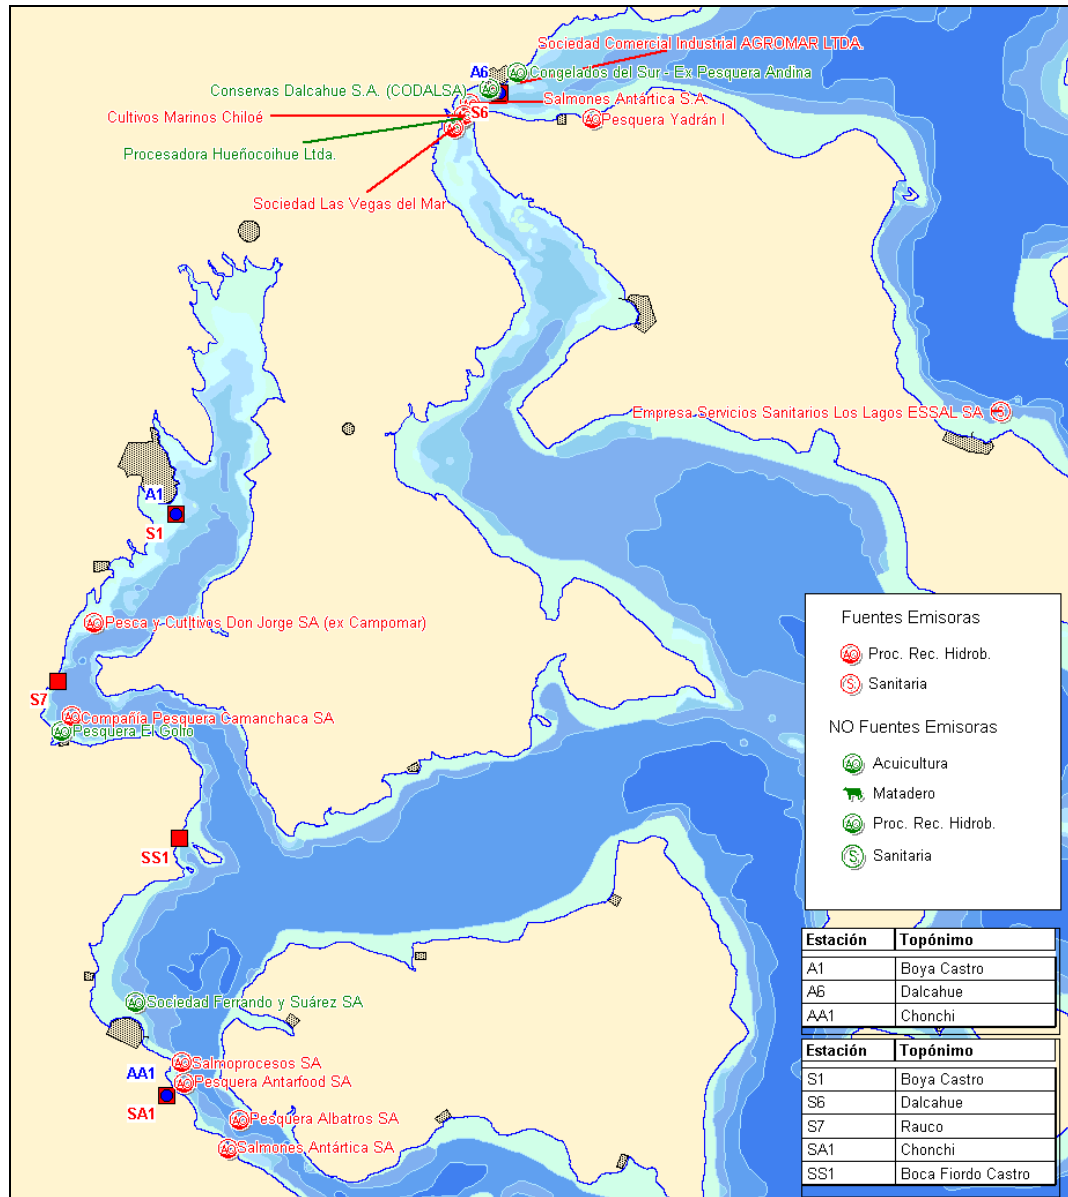 Sociedad Comercial Industrial AGROMAR LTDA.
A6
Congelados del Sur - Ex Pesquera Andina
Conservas Dalcahue S.A. (CODALSA)
Salmones Antártica S.A.
S6
Cultivos Marinos Chiloé
Pesquera Yadrán I
Procesadora Hueñocoihue Ltda.
Sociedad Las Vegas del Mar
Empresa Servicios Sanitarios Los Lagos ESSAL SA
A1
S1
Pesca y Cutltivos Don Jorge SA (ex Campomar)
S7
Compañía Pesquera Camanchaca SA
Pesquera El Golfo
SS1
Sociedad Ferrando y Suárez SA
Salmoprocesos SA
AA1
Pesquera Antarfood SA
SA1
Pesquera Albatros SA
Salmones Antártica SA
Fuentes Emisoras
Proc. Rec. Hidrob.
Sanitaria
NO Fuentes Emisoras
Acuicultura
Matadero
Proc. Rec. Hidrob.
Sanitaria
Estación Topónimo
A1 Boya Castro
A6 Dalcahue
AA1 Chonchi
Estación Topónimo
S1 Boya Castro
S6 Dalcahue
S7 Rauco
SA1 Chonchi
SS1 Boca Fiordo Castro